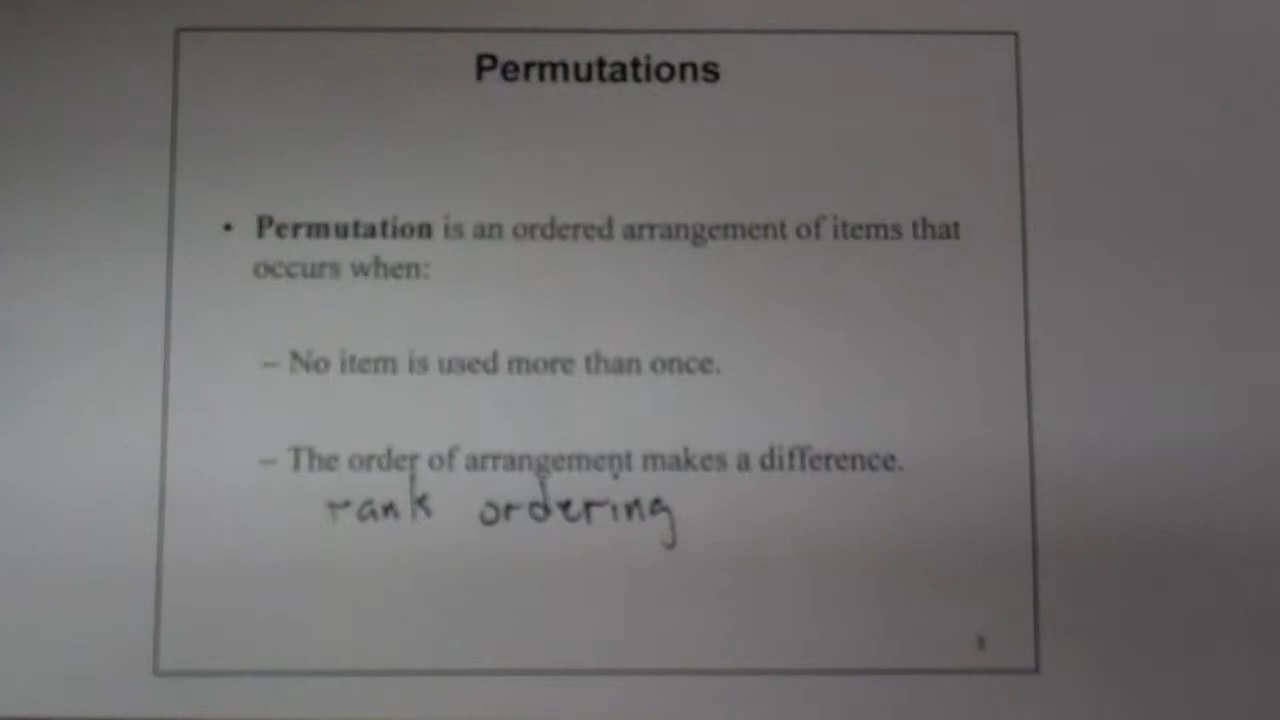 Permutations
• Permutation is an ordered arrangement of items that
occurs when:
– No item is used more than once.
– The order of arrangement makes a difference.
rank ordering